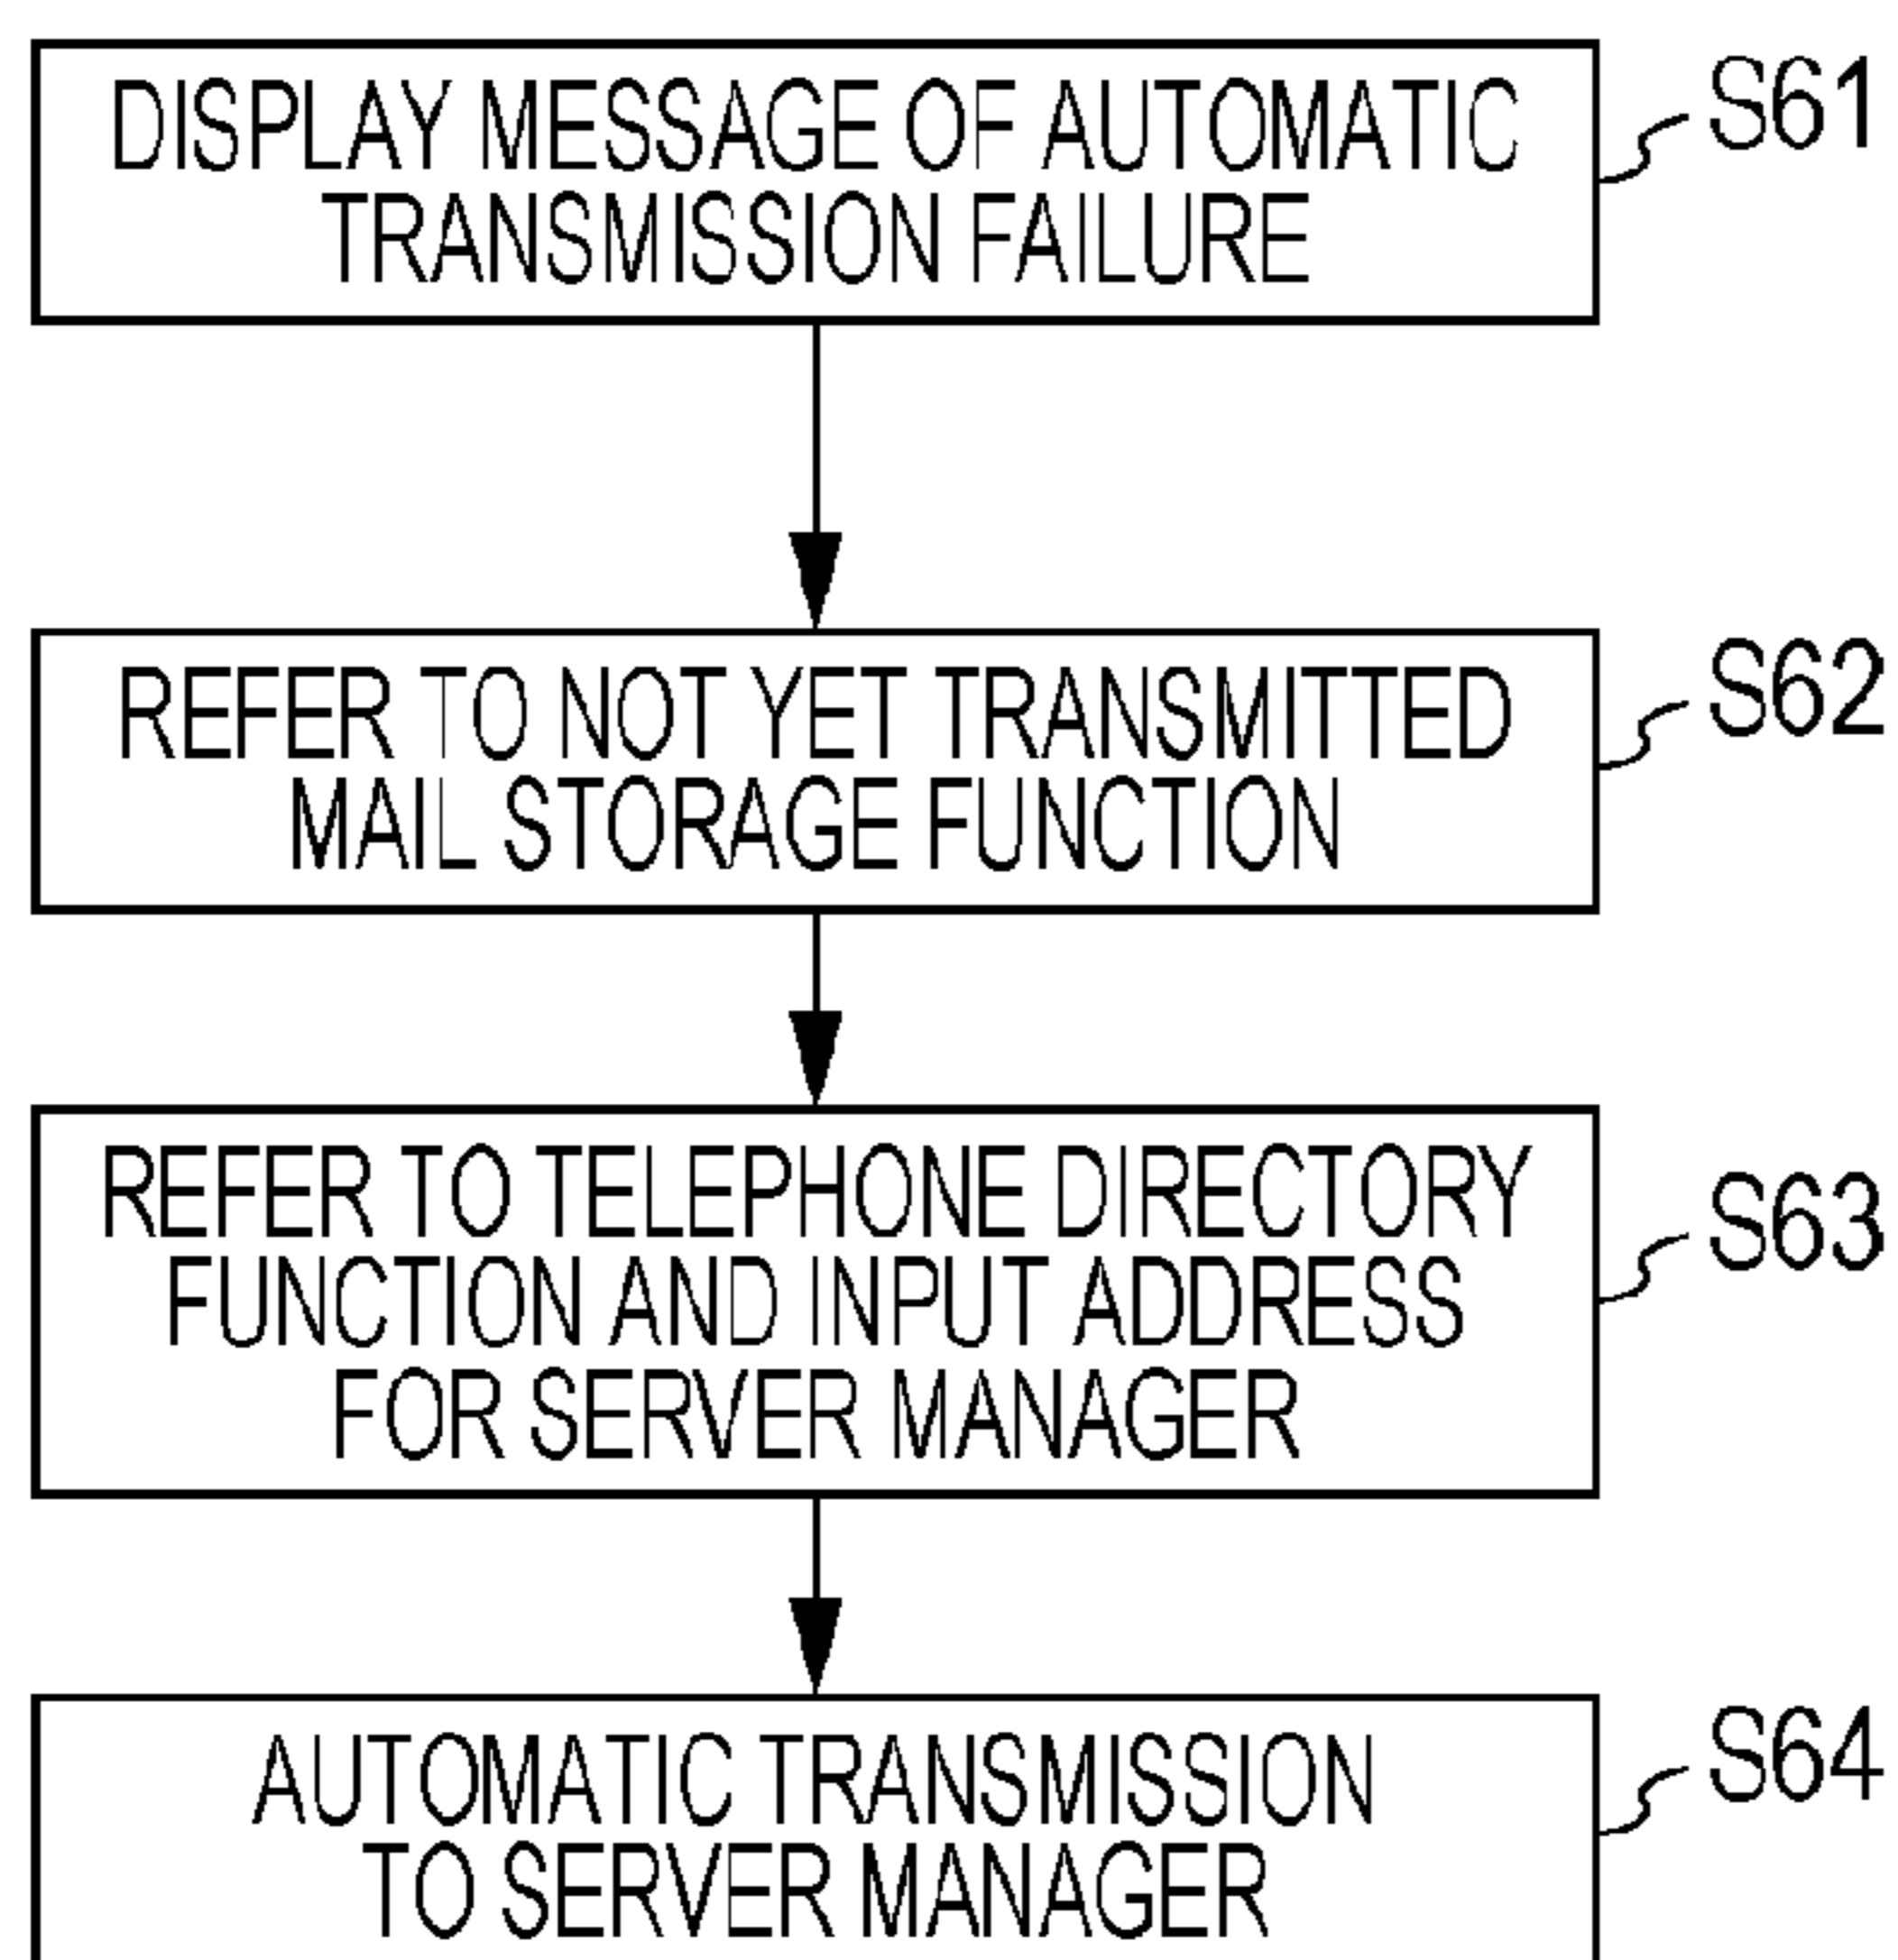 DISPLAY MESSAGE OF AUTOMATIC
TRANSMISSION FAILURE
S61
REFER TO NOT YET TRANSMITTED
MAIL STORAGE FUNCTION
S62
REFER TO TELEPHONE DIRECTORY
FUNCTION AND INPUT ADDRESS
FOR SERVER MANAGER
S63
AUTOMATIC TRANSMISSION
TO SERVER MANAGER
S64